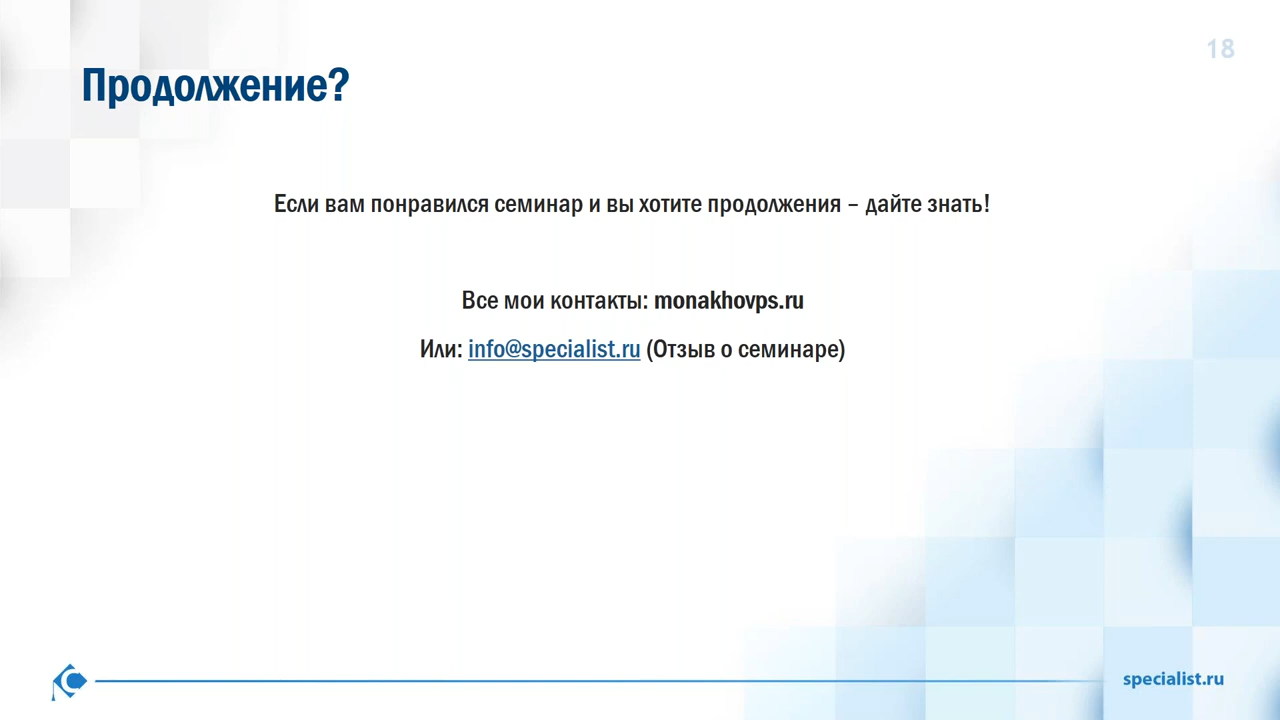 18
Продолжение?
Если вам понравился семинар и вы хотите продолжения – дайте знать!
Все мои контакты: monakhovps.ru
Или: info@specialist.ru (Отзыв о семинаре)
specialist.ru